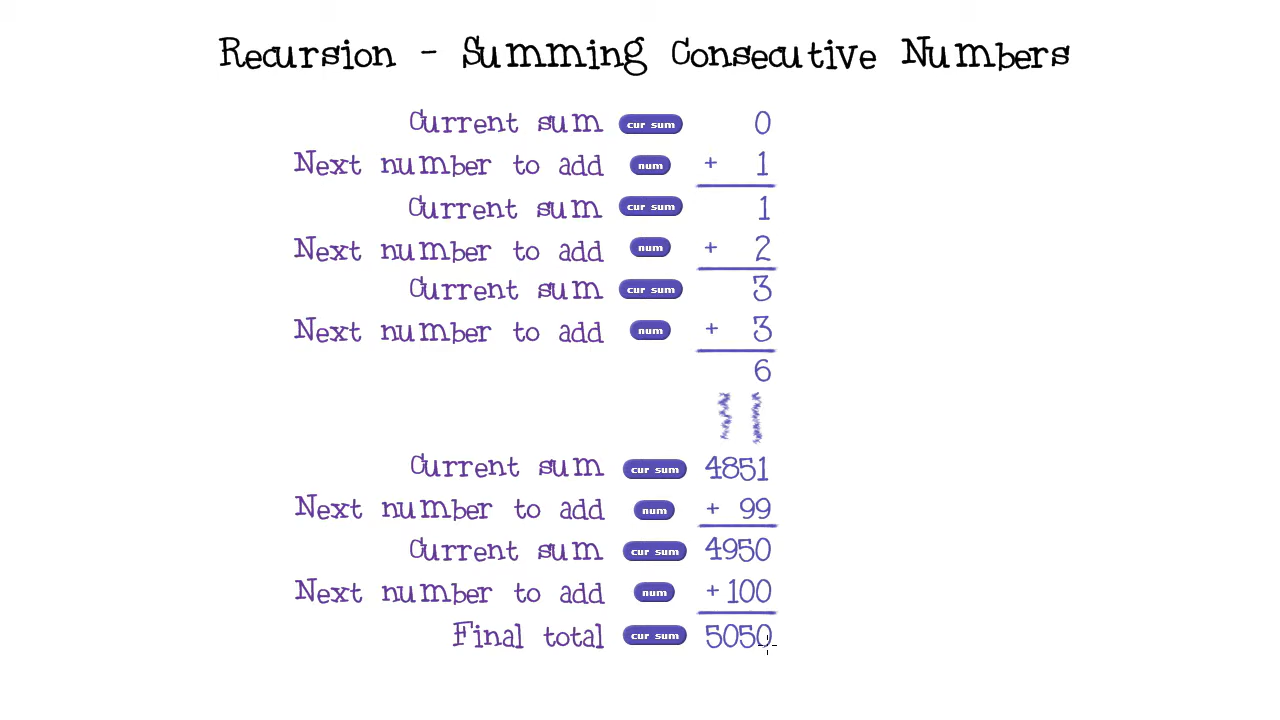 Recursion - Summing Consecutive Numbers
Current sum cur sum 0
Next number to add num + 1
Current sum cur sum 1
Next number to add num + 2
Current sum cur sum 3
Next number to add num + 3
6
Current sum cur sum 4851
Next number to add num + 99
Current sum cur sum 4950
Next number to add num + 100
Final total cur sum 5050